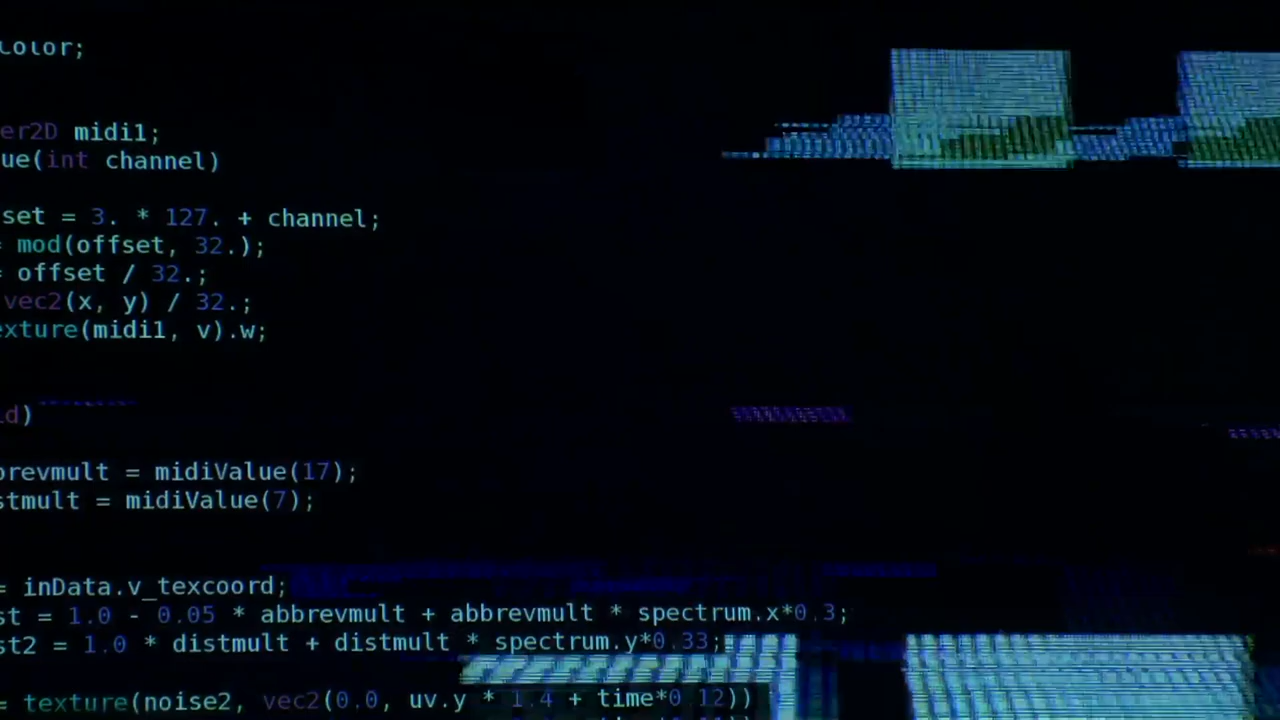 color;
er2D midi1;
ue(int channel)
set = 3. * 127. + channel;
= mod(offset, 32.);
= offset / 32.;
vec2(x, y) / 32.;
exture(midi1, v).w;
id)
brevmult = midiValue(17);
stmult = midiValue(7);
= inData.v_texcoord;
st = 1.0 - 0.05 * abbrevmult + abbrevmult * spectrum.x*0.3;
st2 = 1.0 * distmult + distmult * spectrum.y*0.33;
= texture(noise2, vec2(0.0, uv.y * 1.4 + time*0.12))